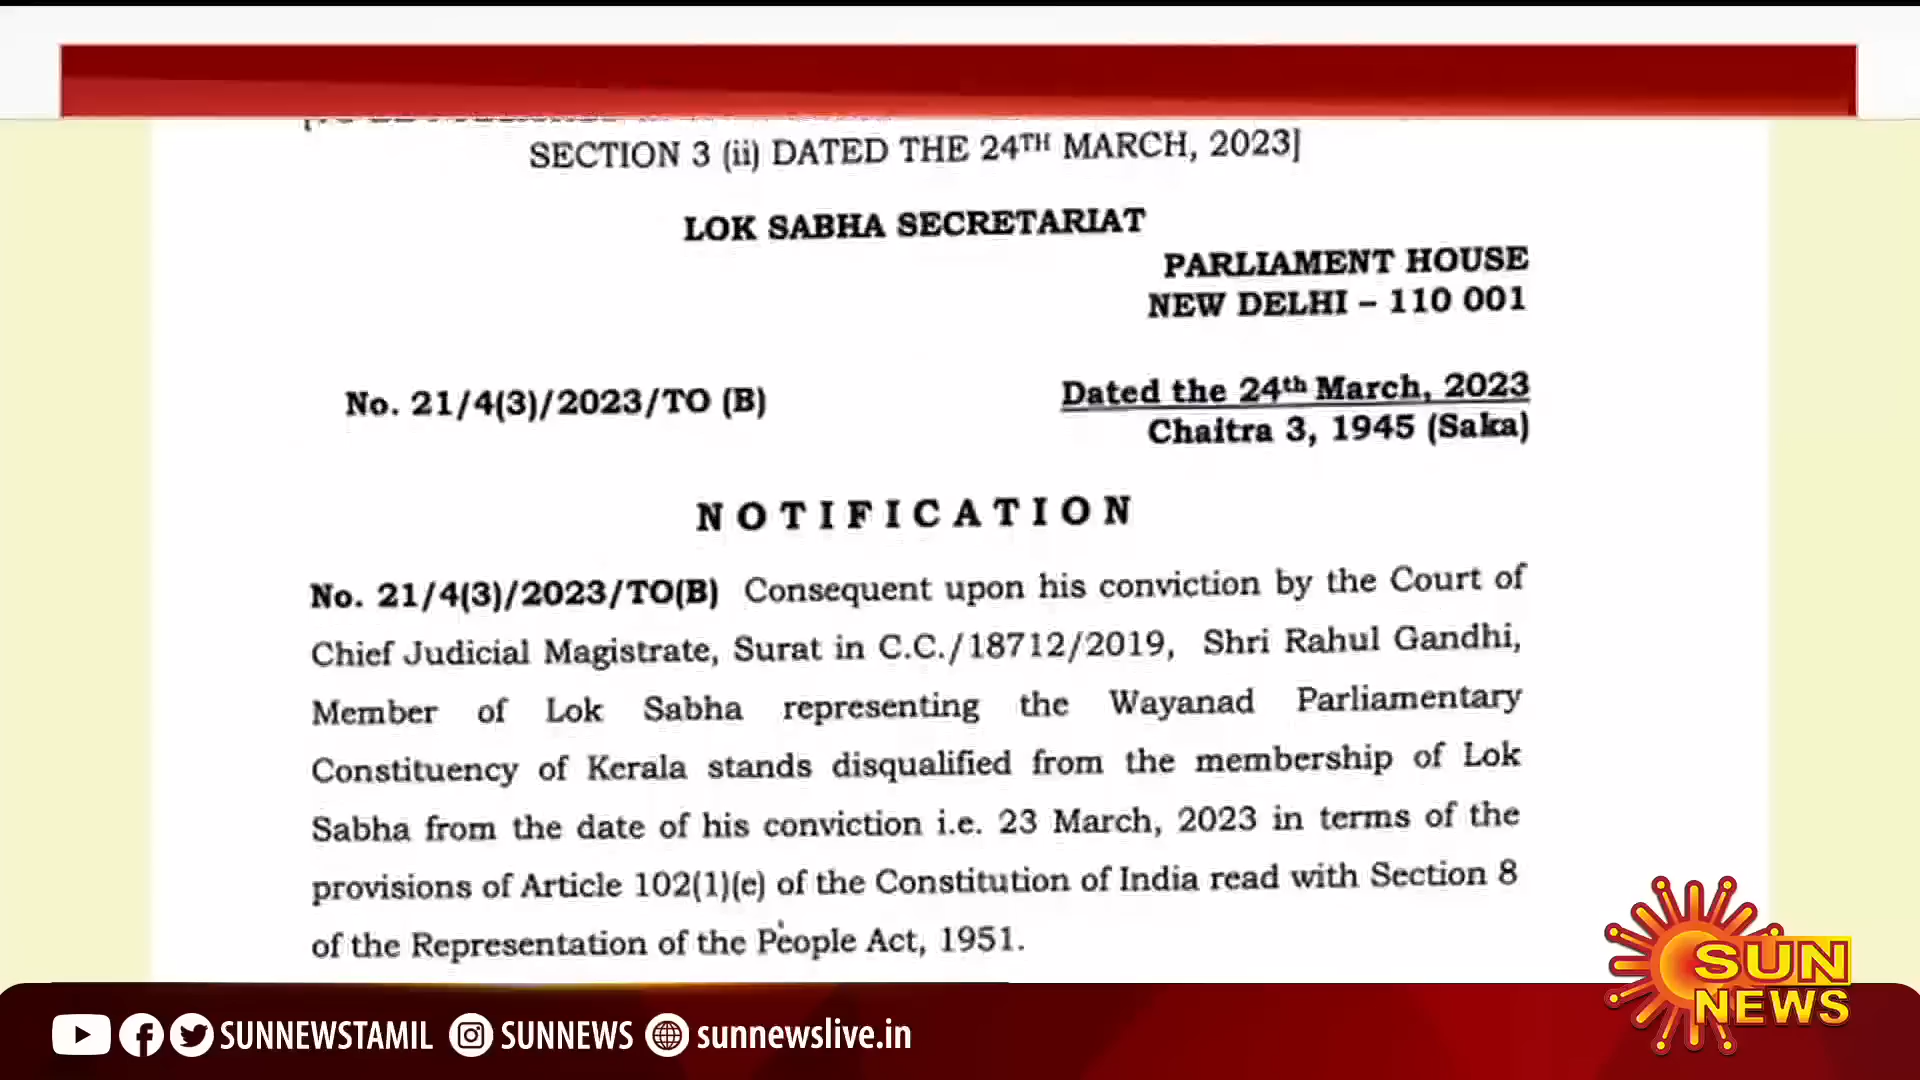 SECTION 3 (ii) DATED THE 24TH MARCH, 2023]
LOK SABHA SECRETARIAT
PARLIAMENT HOUSE
NEW DELHI – 110 001
No. 21/4(3)/2023/TO (B)
Dated the 24th March, 2023
Chaitra 3, 1945 (Saka)
NOTIFICATION
No. 21/4(3)/2023/TO(B) Consequent upon his conviction by the Court of
Chief Judicial Magistrate, Surat in C.C./18712/2019, Shri Rahul Gandhi,
Member of Lok Sabha representing the Wayanad Parliamentary
Constituency of Kerala stands disqualified from the membership of Lok
Sabha from the date of his conviction i.e. 23 March, 2023 in terms of the
provisions of Article 102(1)(e) of the Constitution of India read with Section 8
of the Representation of the People Act, 1951.
SUN
NEWS
SUNNEWSTAMIL SUNNEWS sunnewslive.in